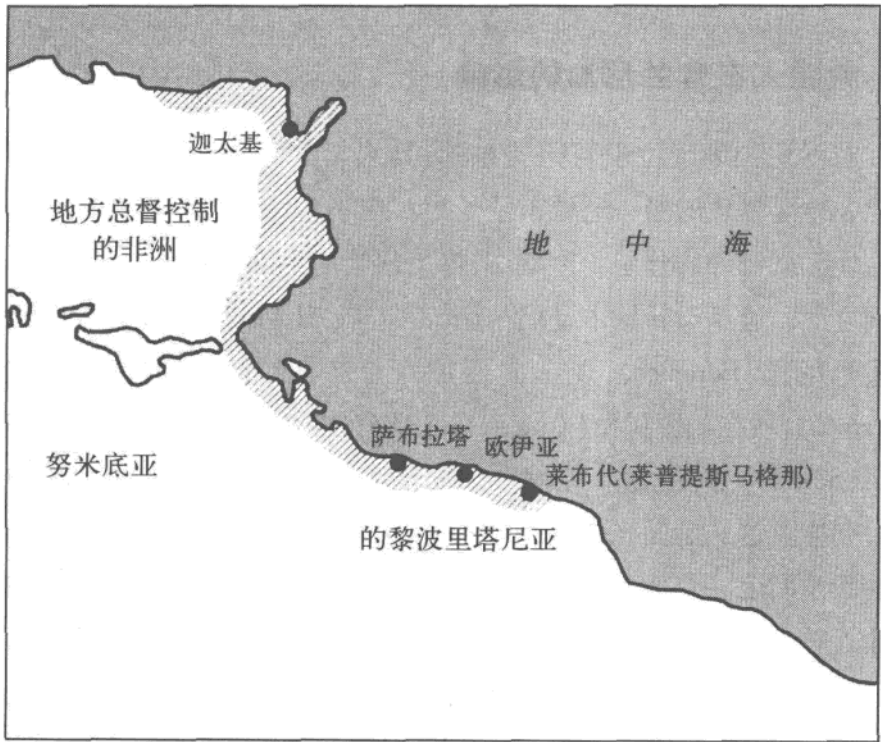 迦太基
地方总督控制
的非洲
地 中 海
萨布拉塔
欧伊亚
莱布代(莱普提斯马格那)
努米底亚
的黎波里塔尼亚